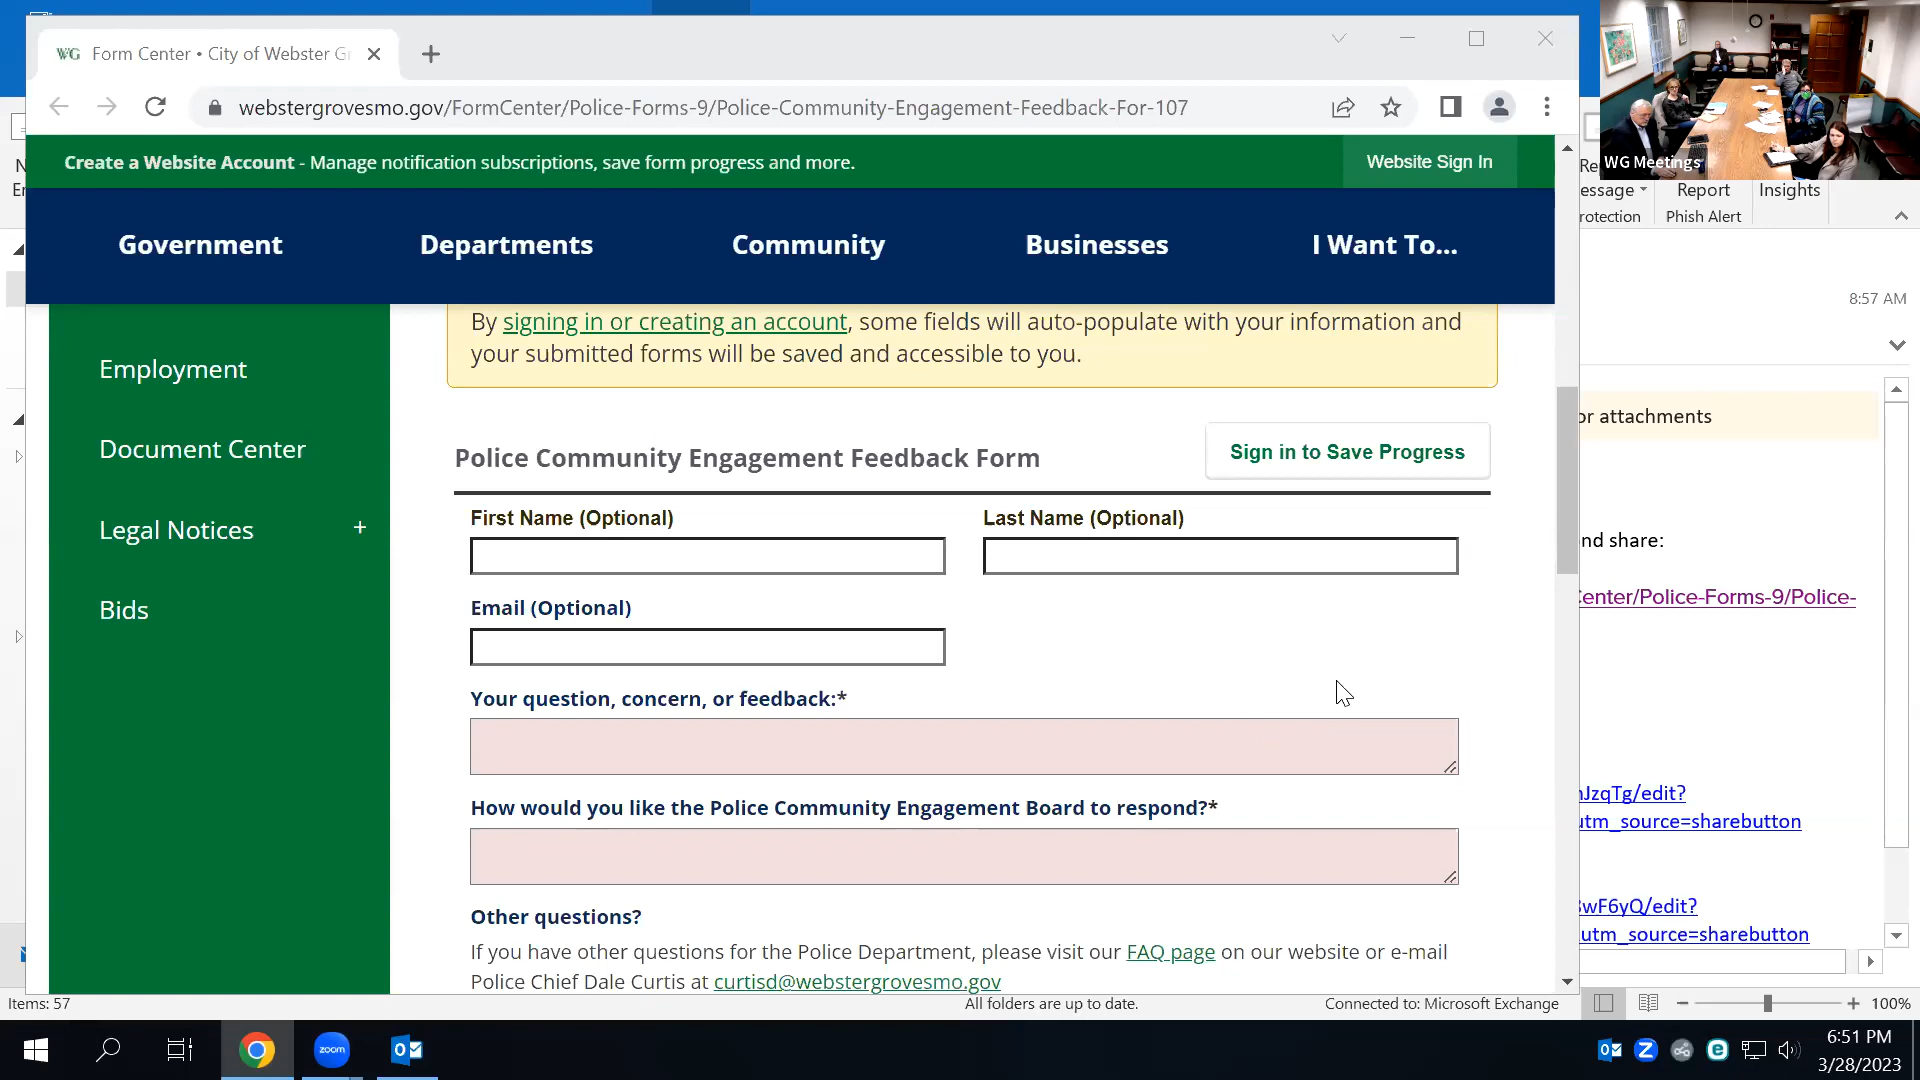 WG Form Center • City of Webster Gr
webstergrovesmo.gov/FormCenter/Police-Forms-9/Police-Community-Engagement-Feedback-For-107
Create a Website Account - Manage notification subscriptions, save form progress and more.
Website Sign In
Government
Departments
Community
Businesses
I Want To...
Employment
Document Center
Legal Notices +
Bids
By signing in or creating an account, some fields will auto-populate with your information and
your submitted forms will be saved and accessible to you.
Police Community Engagement Feedback Form
Sign in to Save Progress
First Name (Optional)
Last Name (Optional)
Email (Optional)
Your question, concern, or feedback:*
How would you like the Police Community Engagement Board to respond?*
Other questions?
If you have other questions for the Police Department, please visit our FAQ page on our website or e-mail
Police Chief Dale Curtis at curtisd@webstergrovesmo.gov
WG Meetings
essage
Report
Insights
rotection
Phish Alert
8:57 AM
or attachments
nd share:
enter/Police-Forms-9/Police-
JzqTg/edit?
utm_source=sharebutton
wF6yQ/edit?
utm_source=sharebutton
Items: 57
All folders are up to date.
Connected to: Microsoft Exchange
100%
zoom
6:51 PM
3/28/2023